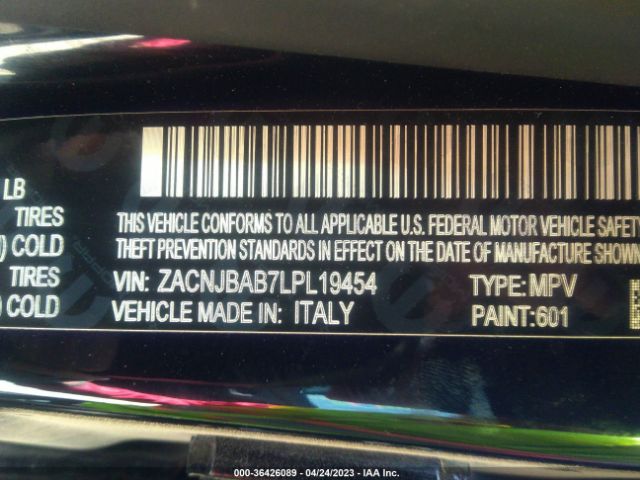 LB
TIRES
) COLD
TIRES
) COLD
THIS VEHICLE CONFORMS TO ALL APPLICABLE U.S. FEDERAL MOTOR VEHICLE SAFETY
THEFT PREVENTION STANDARDS IN EFFECT ON THE DATE OF MANUFACTURE SHOWN
VIN: ZACNJBAB7LPL19454 TYPE:MPV
VEHICLE MADE IN ITALY PAINT:601
000-36426089 - 04/24/2023 - IAA Inc.